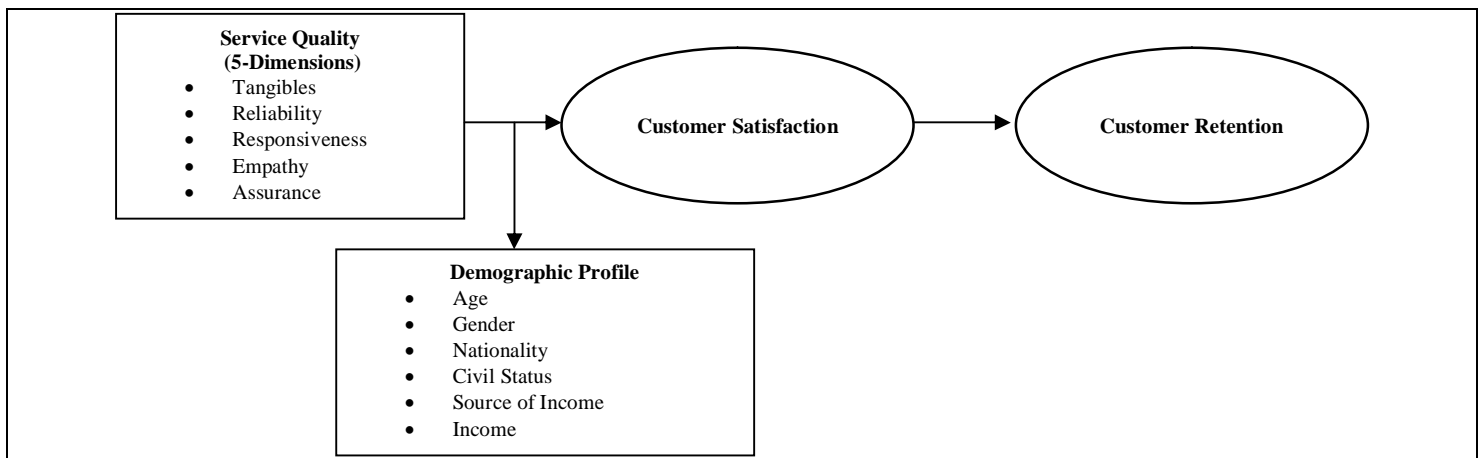 Service Quality
(5-Dimensions)
• Tangibles
• Reliability
• Responsiveness
• Empathy
• Assurance
Customer Satisfaction
Customer Retention
Demographic Profile
• Age
• Gender
• Nationality
• Civil Status
• Source of Income
• Income